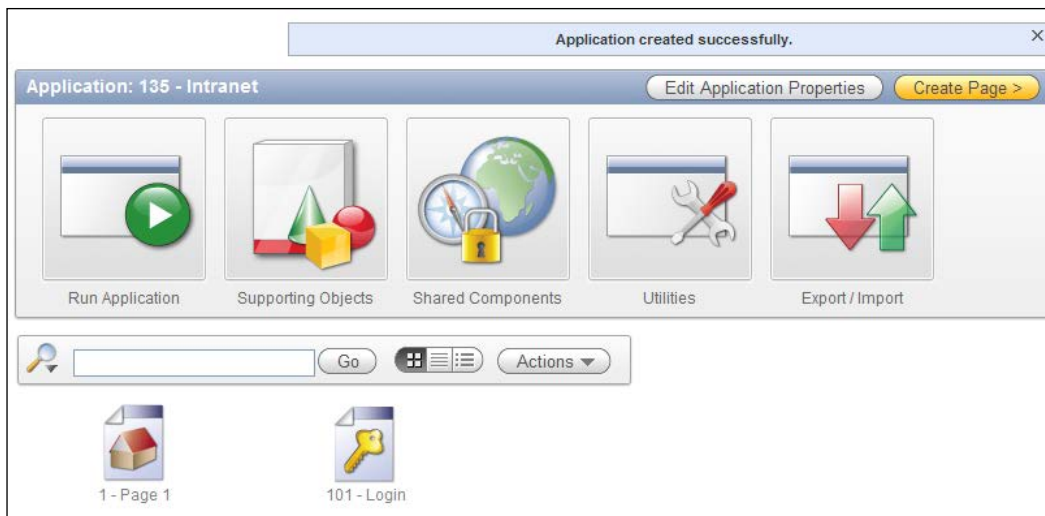 Application created successfully.
Application: 135 - Intranet
Edit Application Properties
Create Page >
Run Application
Supporting Objects
Shared Components
Utilities
Export / Import
Go
Actions
1 - Page 1
101 - Login